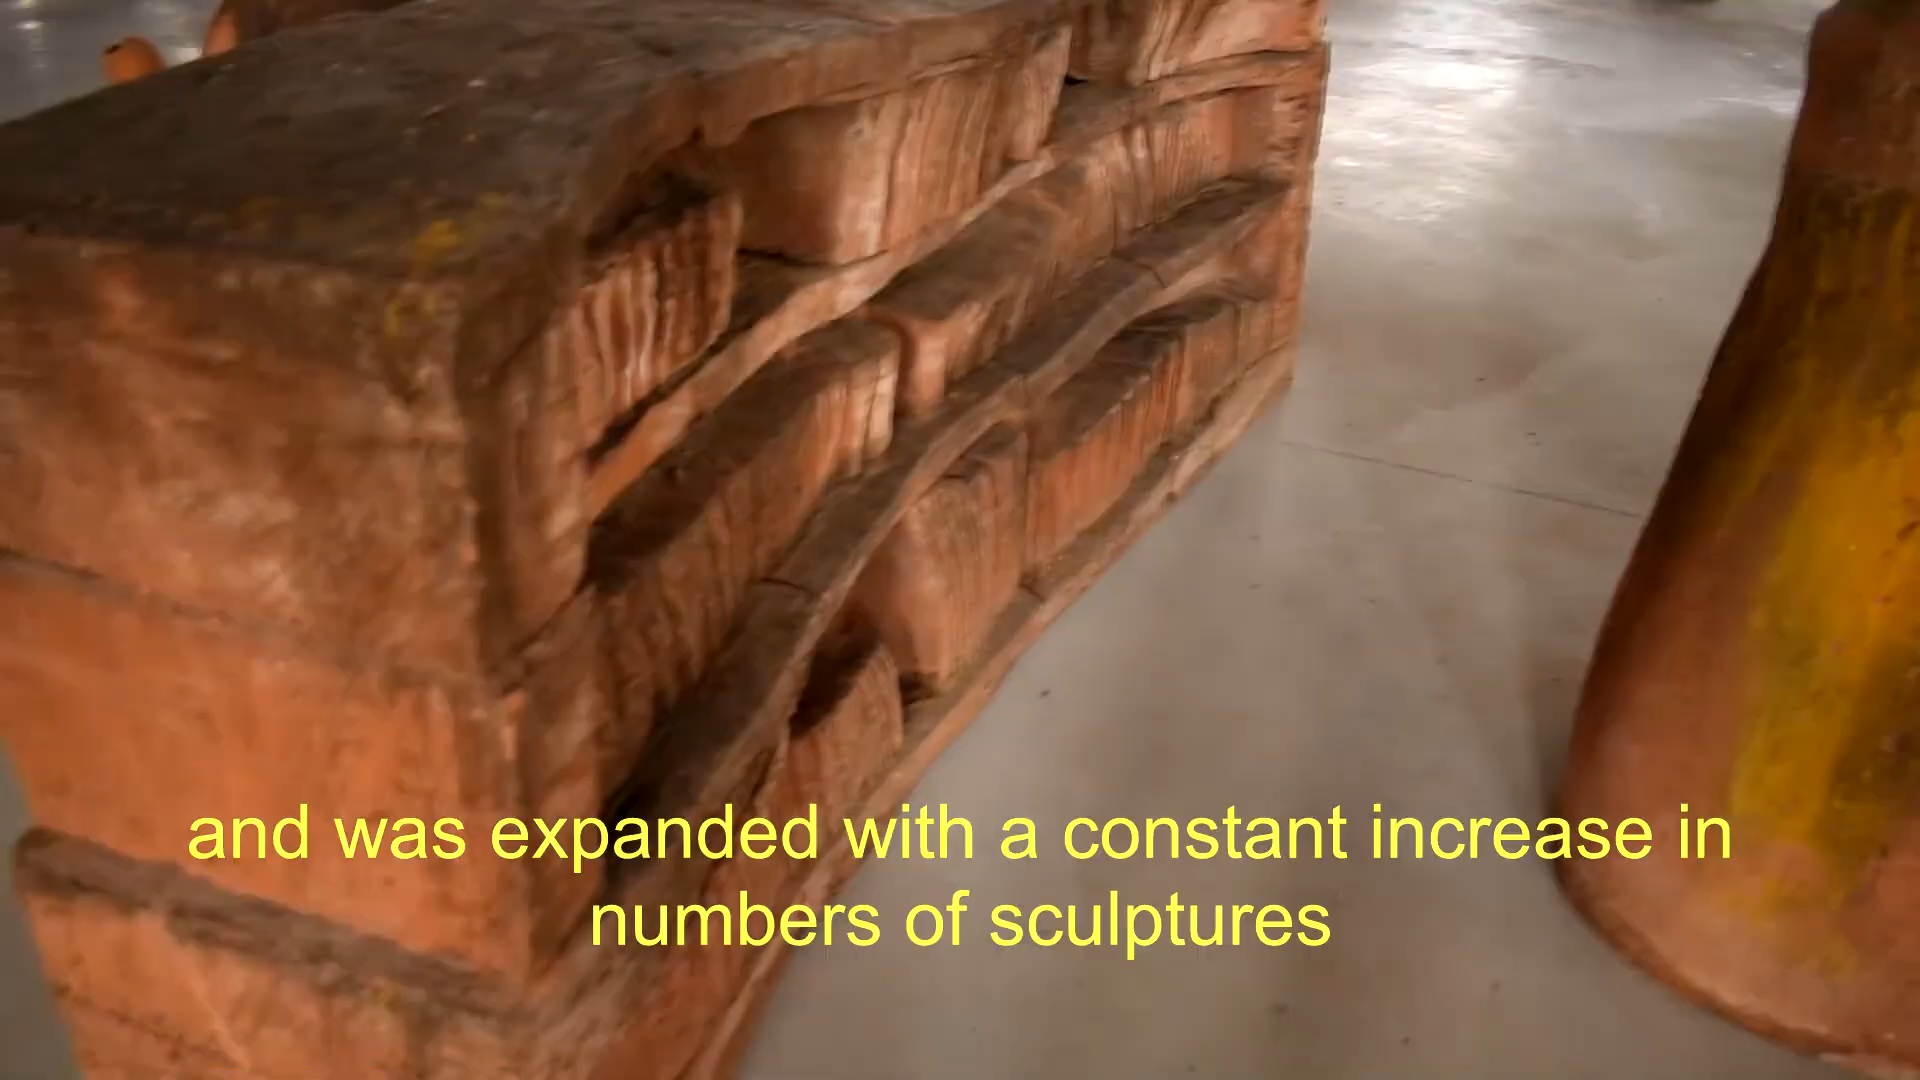 and was expanded with a constant increase in
numbers of sculptures